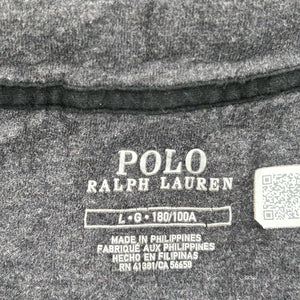 POLO
RALPH LAUREN
L • G • 180/100A
MADE IN PHILIPPINES
FABRIQUÉ AUX PHILIPPINES
HECHO EN FILIPINAS
RN 41381/CA 56658